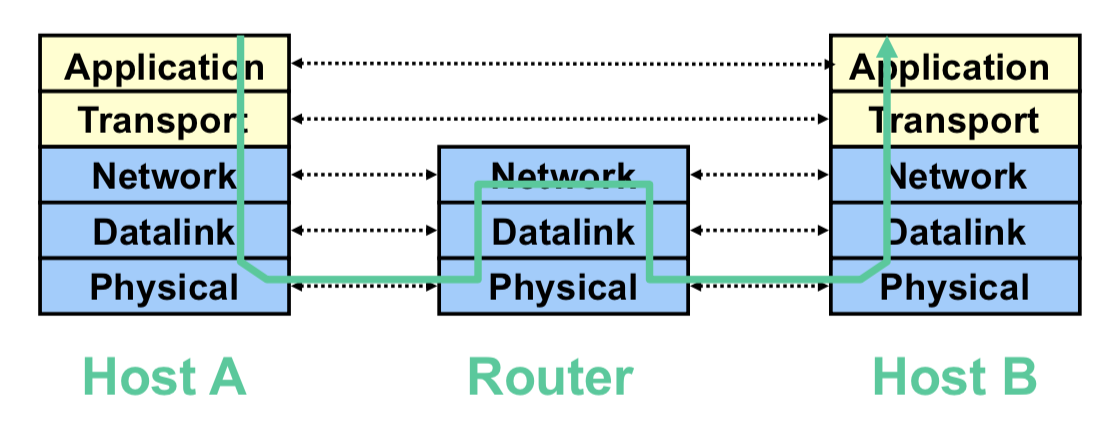 Application
Transport
Network
Datalink
Physical
Host A
Network
Datalink
Physical
Router
Application
Transport
Network
Datalink
Physical
Host B